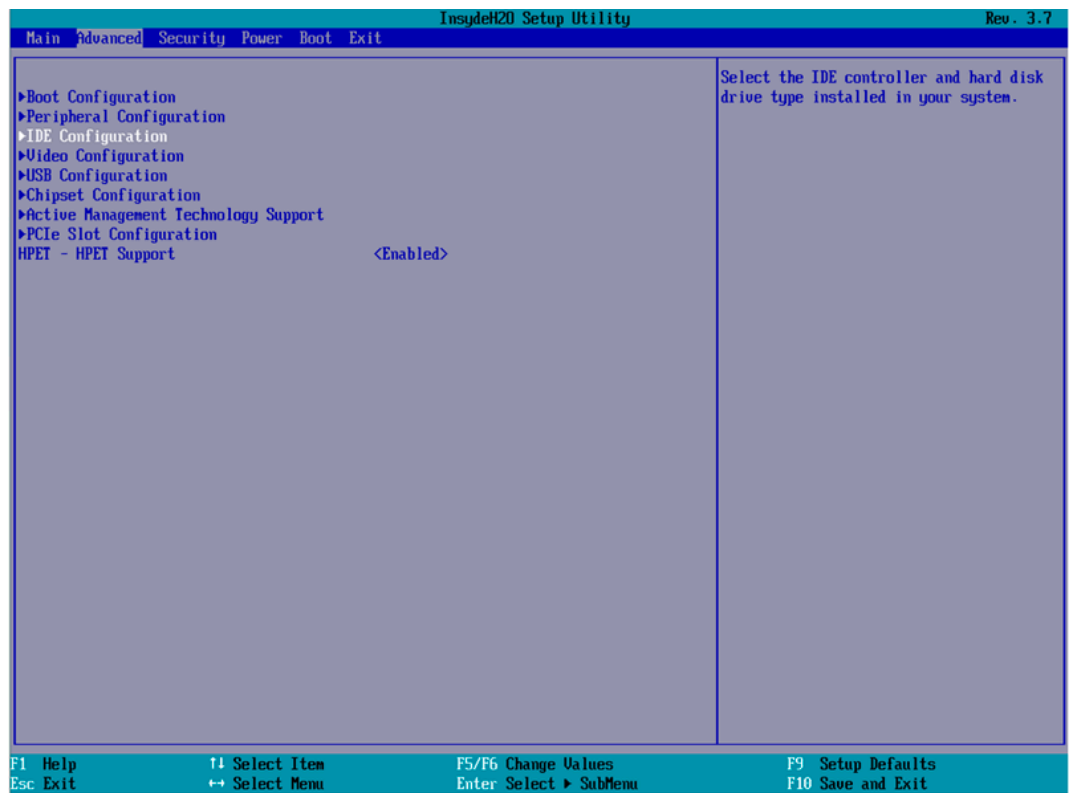 InsydeH2O Setup Utility Rev. 3.7
Main Advanced Security Power Boot Exit
▶Boot Configuration
▶Peripheral Configuration
▶IDE Configuration
▶Video Configuration
▶USB Configuration
▶Chipset Configuration
▶Active Management Technology Support
▶PCIe Slot Configuration
HPET - HPET Support <Enabled>
Select the IDE controller and hard disk
drive type installed in your system.
F1 Help ↑↓ Select Item F5/F6 Change Values F9 Setup Defaults
Esc Exit ←→ Select Menu Enter Select ▶ SubMenu F10 Save and Exit